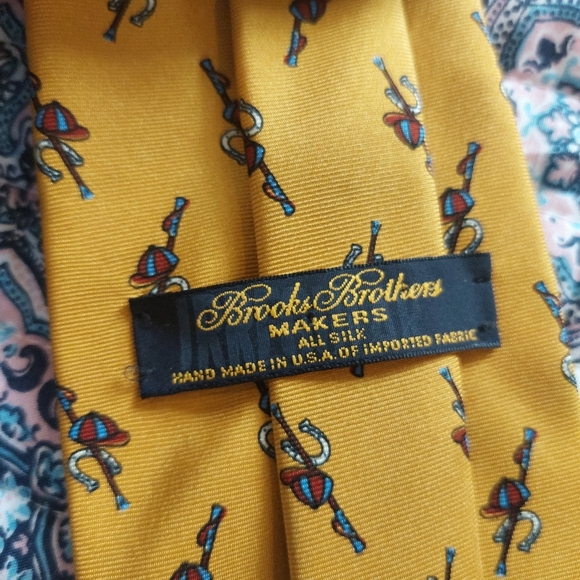 Brooks Brothers
MAKERS
ALL SILK
HAND MADE IN U.S.A. OF IMPORTED FABRIC